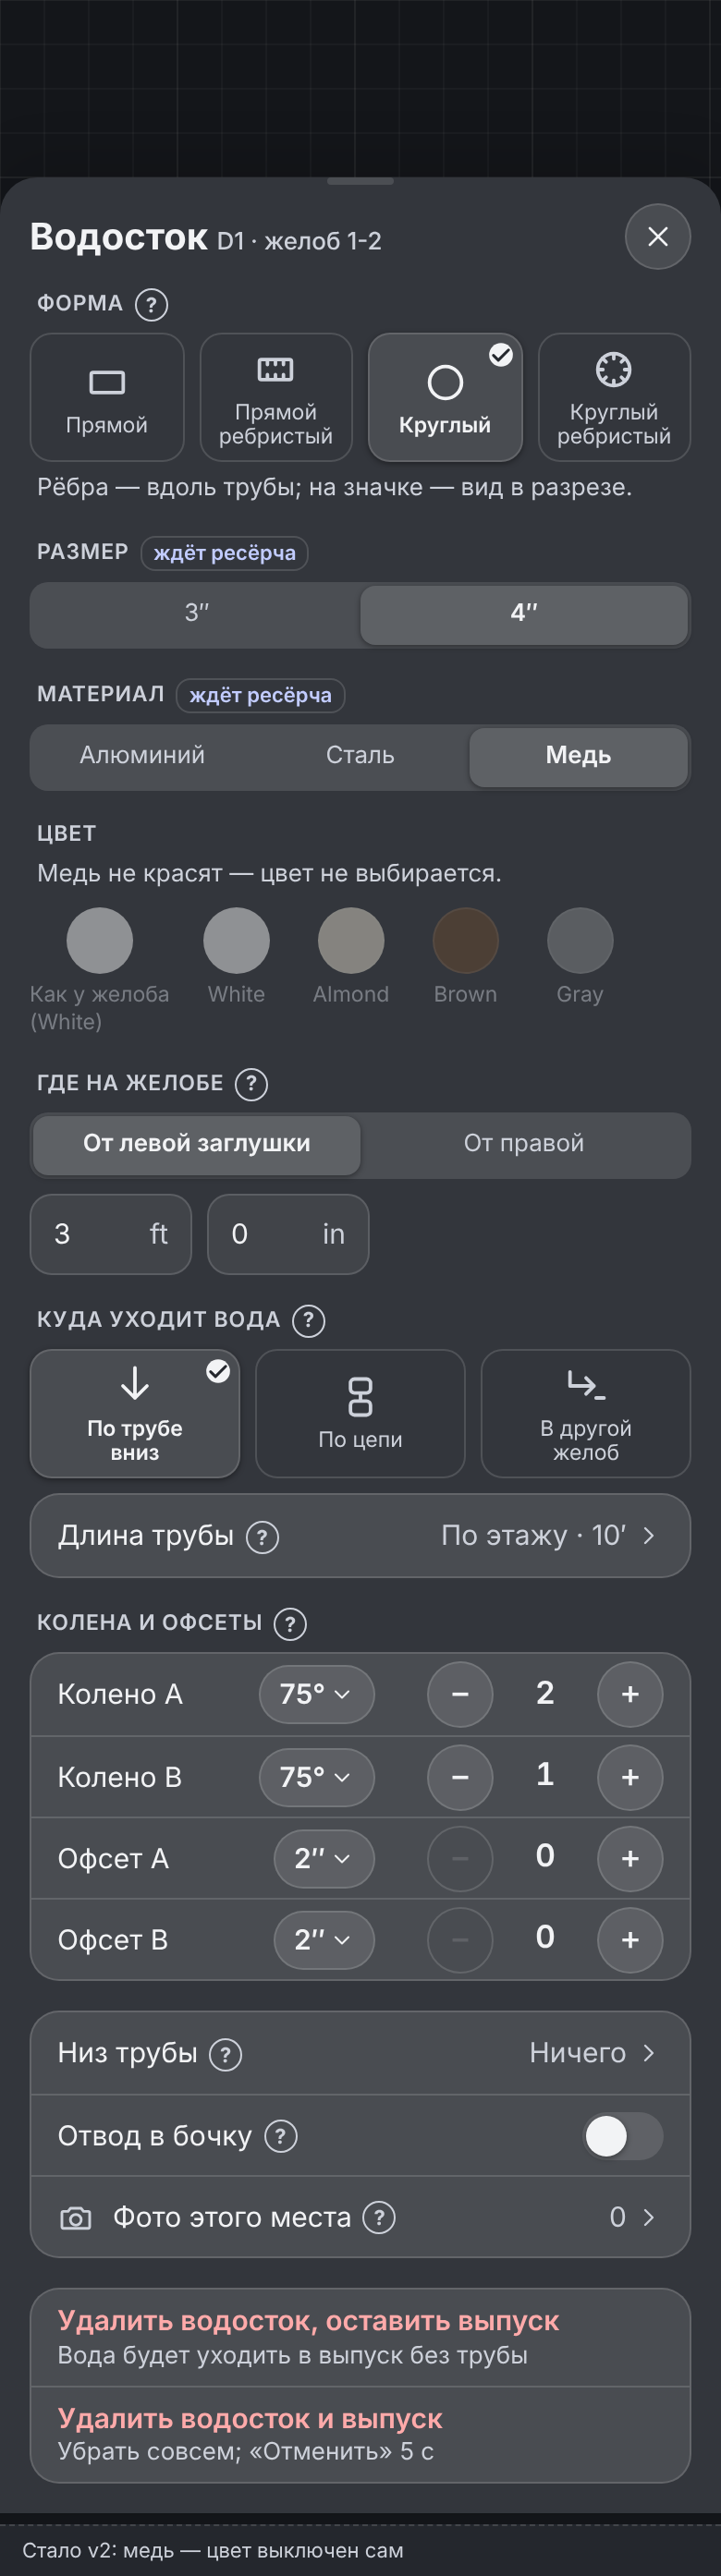 Водосток D1 · желоб 1-2
ФОРМА ?
Прямой
Прямой
ребристый
Круглый
Круглый
ребристый
Рёбра — вдоль трубы; на значке — вид в разрезе.
РАЗМЕР ждёт ресёрча
3″ 4″
МАТЕРИАЛ ждёт ресёрча
Алюминий Сталь Медь
ЦВЕТ
Медь не красят — цвет не выбирается.
Как у желоба
(White)
White
Almond
Brown
Gray
ГДЕ НА ЖЕЛОБЕ ?
От левой заглушки От правой
3 ft 0 in
КУДА УХОДИТ ВОДА ?
По трубе
вниз
По цепи
В другой
желоб
Длина трубы ? По этажу · 10′
КОЛЕНА И ОФСЕТЫ ?
Колено A 75° − 2 +
Колено B 75° − 1 +
Офсет A 2″ − 0 +
Офсет B 2″ − 0 +
Низ трубы ? Ничего
Отвод в бочку ?
Фото этого места ? 0
Удалить водосток, оставить выпуск
Вода будет уходить в выпуск без трубы
Удалить водосток и выпуск
Убрать совсем; «Отменить» 5 с
Стало v2: медь — цвет выключен сам